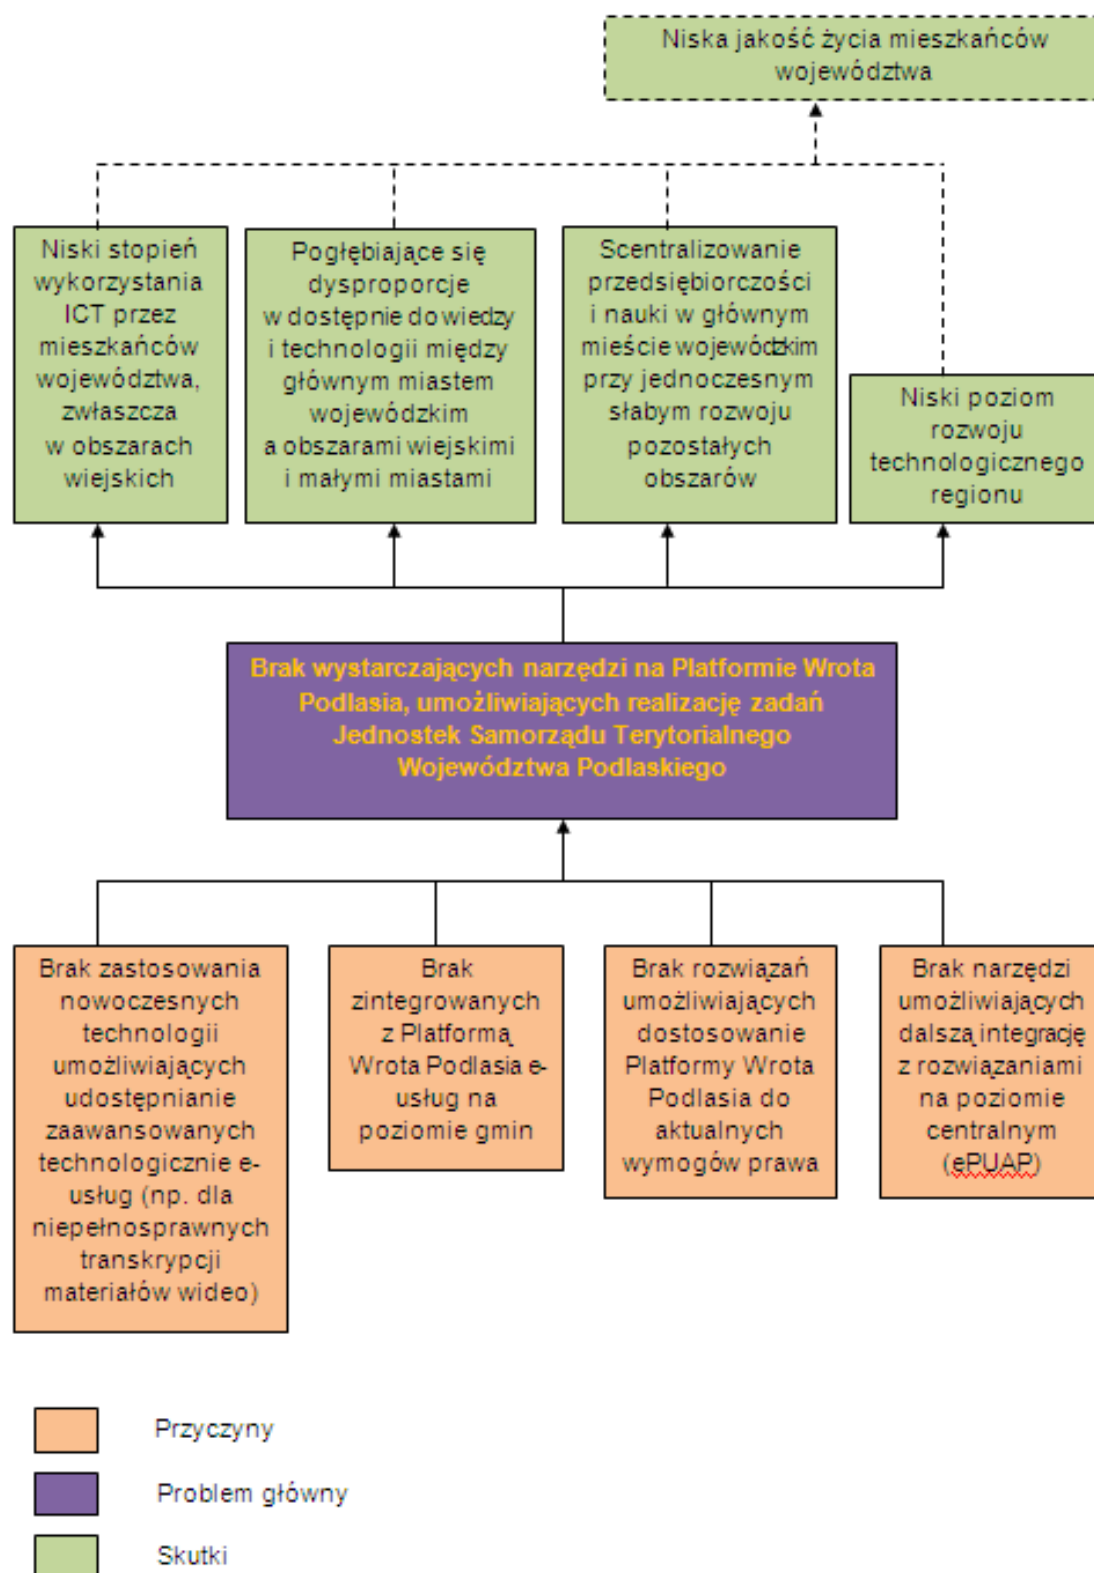 Niska jakość życia mieszkańców
województwa
Niski stopień
wykorzystania
ICT przez
mieszkańców
województwa,
zwłaszcza
w obszarach
wiejskich
Pogłębiające się
dysproporcje
w dostępnie do wiedzy
i technologii między
głównym miastem
wojewódzkim
a obszarami wiejskimi
i małymi miastami
Scentralizowanie
przedsiębiorczości
i nauki w głównym
mieście wojewódzkim
przy jednoczesnym
słabym rozwoju
pozostałych
obszarów
Niski poziom
rozwoju
technologicznego
regionu
Brak wystarczających narzędzi na Platformie Wrota
Podlasia, umożliwiających realizację zadań
Jednostek Samorządu Terytorialnego
Województwa Podlaskiego
Brak zastosowania
nowoczesnych
technologii
umożliwiających
udostępnianie
zaawansowanych
technologicznie e-
usług (np. dla
niepełnosprawnych
transkrypcji
materiałów wideo)
Brak
zintegrowanych
z Platformą
Wrota Podlasia e-
usług na
poziomie gmin
Brak rozwiązań
umożliwiających
dostosowanie
Platformy Wrota
Podlasia do
aktualnych
wymogów prawa
Brak narzędzi
umożliwiających
dalszą integrację
z rozwiązaniami
na poziomie
centralnym
(ePUAP)
Przyczyny
Problem główny
Skutki